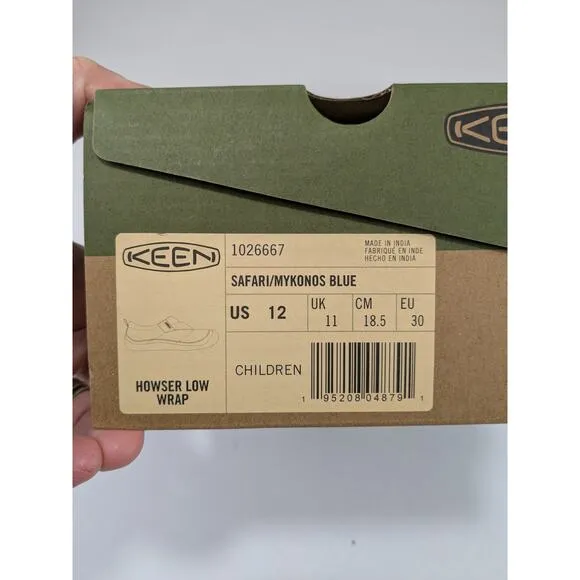 KEEN
KEEN
1026667
MADE IN INDIA
FABRIQUE EN INDE
HECHO EN INDIA
SAFARI/MYKONOS BLUE
US 12
UK 11
CM 18.5
EU 30
HOWSER LOW
WRAP
CHILDREN
1 95208 04879 1